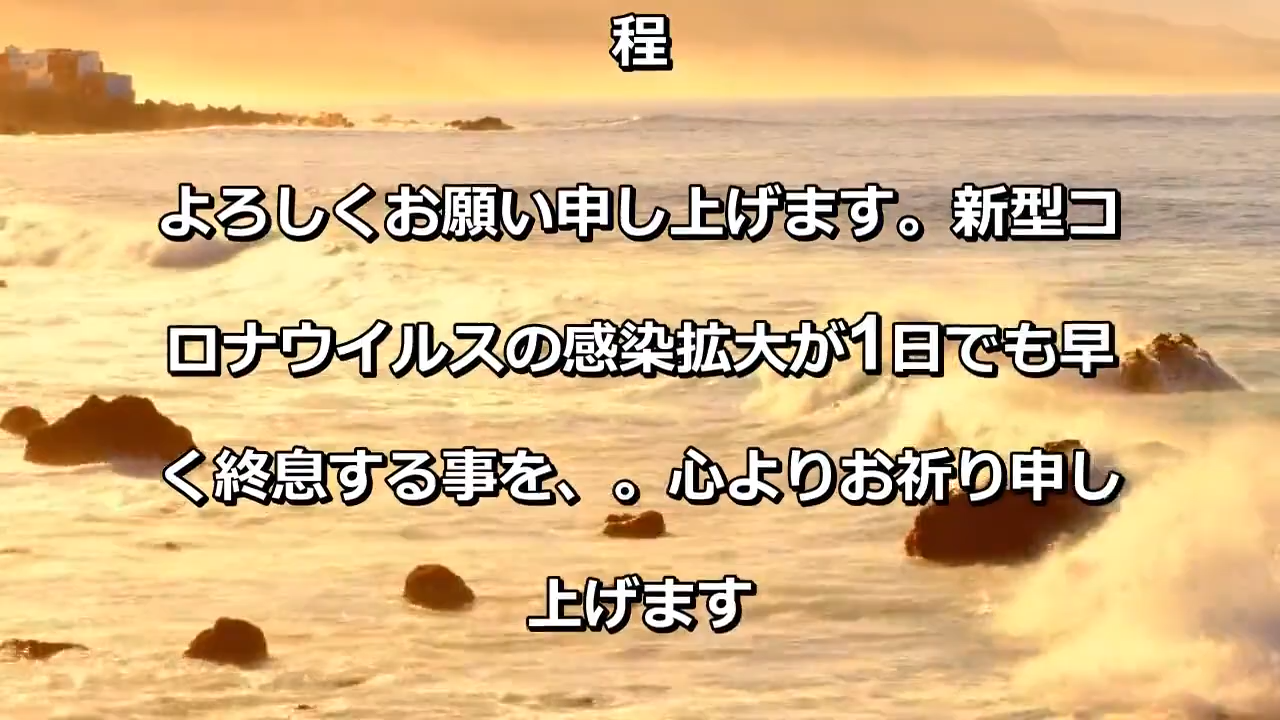 程
よろしくお願い申し上げます。新型コ
ロナウイルスの感染拡大が1日でも早
く終息する事を、。心よりお祈り申し
上げます